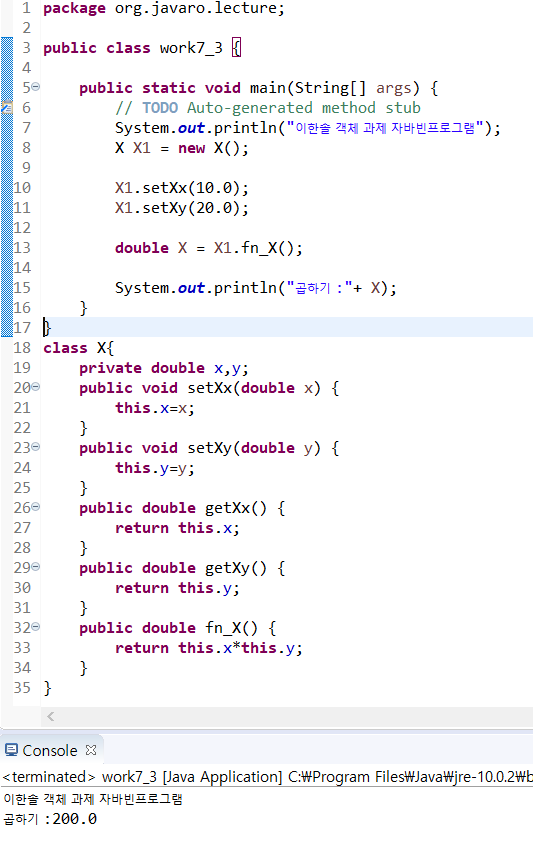 1 package org.javaro.lecture;
2
3 public class work7_3 {
4
5 public static void main(String[] args) {
6 // TODO Auto-generated method stub
7 System.out.println("이한솔 객체 과제 자바빈프로그램");
8 X X1 = new X();
9
10 X1.setXx(10.0);
11 X1.setXy(20.0);
12
13 double X = X1.fn_X();
14
15 System.out.println("곱하기 :"+ X);
16 }
17 }
18 class X{
19 private double x,y;
20 public void setXx(double x) {
21 this.x=x;
22 }
23 public void setXy(double y) {
24 this.y=y;
25 }
26 public double getXx() {
27 return this.x;
28 }
29 public double getXy() {
30 return this.y;
31 }
32 public double fn_X() {
33 return this.x*this.y;
34 }
35 }
Console
<terminated> work7_3 [Java Application] C:₩Program Files₩Java₩jre-10.0.2₩b
이한솔 객체 과제 자바빈프로그램
곱하기 :200.0